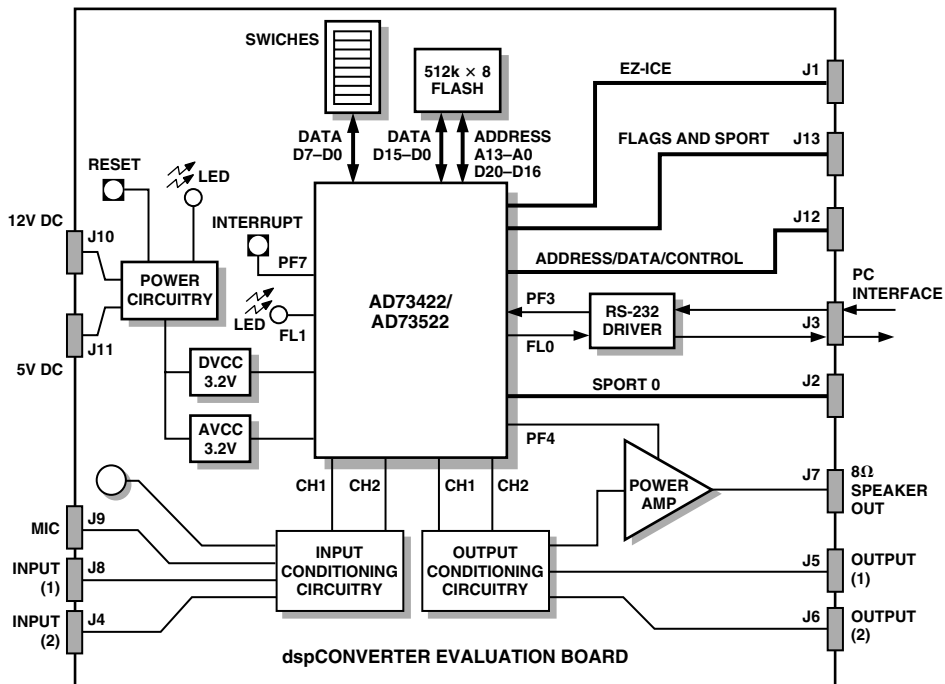 SWICHES
512k × 8
FLASH
EZ-ICE
J1
DATA
D7–D0
DATA
D15–D0
ADDRESS
A13–A0
D20–D16
FLAGS AND SPORT
J13
RESET
LED
12V DC
J10
INTERRUPT
PF7
J12
ADDRESS/DATA/CONTROL
POWER
CIRCUITRY
AD73422/
AD73522
PF3
RS-232
DRIVER
PC
INTERFACE
J3
LED
FL1
FL0
J11
5V DC
DVCC
3.2V
SPORT 0
J2
AVCC
3.2V
PF4
CH1
CH2
CH1
CH2
POWER
AMP
J7
8Ω
SPEAKER
OUT
MIC
J9
INPUT
CONDITIONING
CIRCUITRY
OUTPUT
CONDITIONING
CIRCUITRY
INPUT
(1)
J8
J5
OUTPUT
(1)
INPUT
(2)
J4
J6
OUTPUT
(2)
dspCONVERTER EVALUATION BOARD